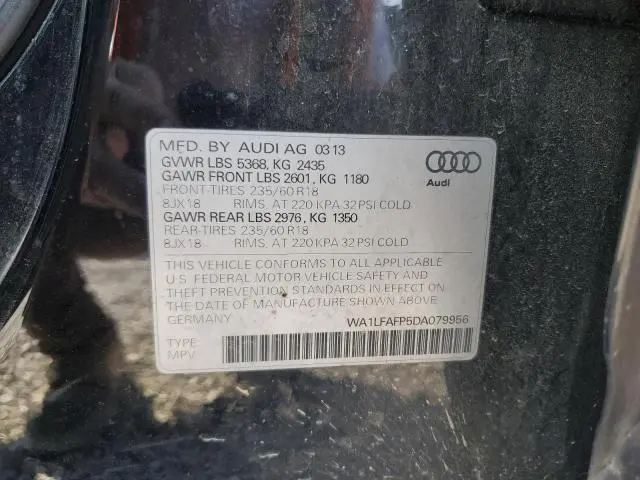 MFD. BY AUDI AG 03 13
GVWR LBS 5368, KG 2435
GAWR FRONT LBS 2601, KG 1180
FRONT-TIRES 235/60 R18
8JX18 RIMS, AT 220 KPA 32 PSI COLD
GAWR REAR LBS 2976, KG 1350
REAR-TIRES 235/60 R18
8JX18 RIMS, AT 220 KPA 32 PSI COLD
Audi
THIS VEHICLE CONFORMS TO ALL APPLICABLE
U.S. FEDERAL MOTOR VEHICLE SAFETY AND
THEFT PREVENTION STANDARDS IN EFFECT ON
THE DATE OF MANUFACTURE SHOWN ABOVE
GERMANY
WA1LFAFP5DA079956
TYPE
MPV